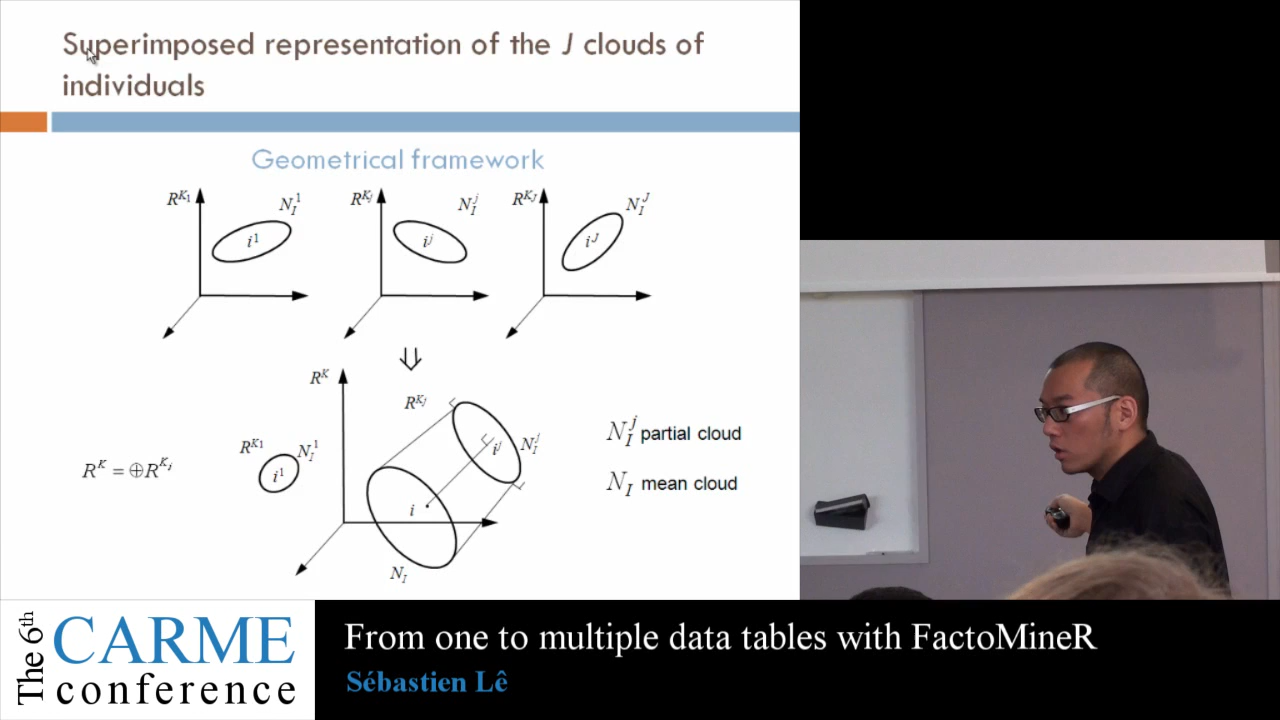 Superimposed representation of the J clouds of
individuals
Geometrical framework
R^{K_1} N_I^1 R^{K_j} N_I^j R^{K_J} N_I^J
i^1 i^j i^J
⇓
R^K
R^{K_j}
R^{K_1} N_I^1 N_I^j N_I^j partial cloud
R^K = ⊕R^{K_j} i^1 i^j
i N_I mean cloud
N_I
The 6th
CARME
conference
From one to multiple data tables with FactoMineR
Sébastien Lê